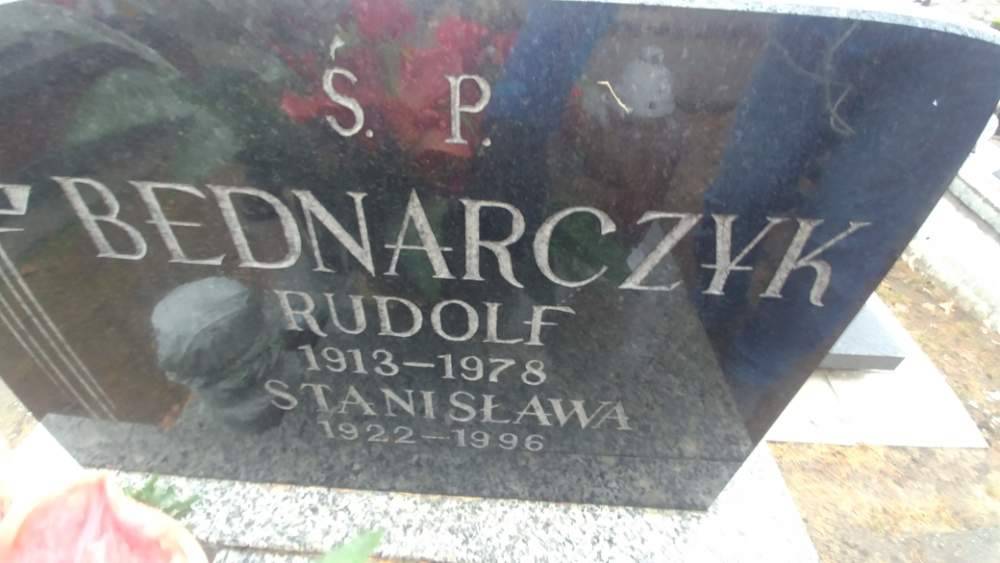 Ś. P.
BEDNARCZYK
RUDOLF
1913-1978
STANISŁAWA
1922-1996